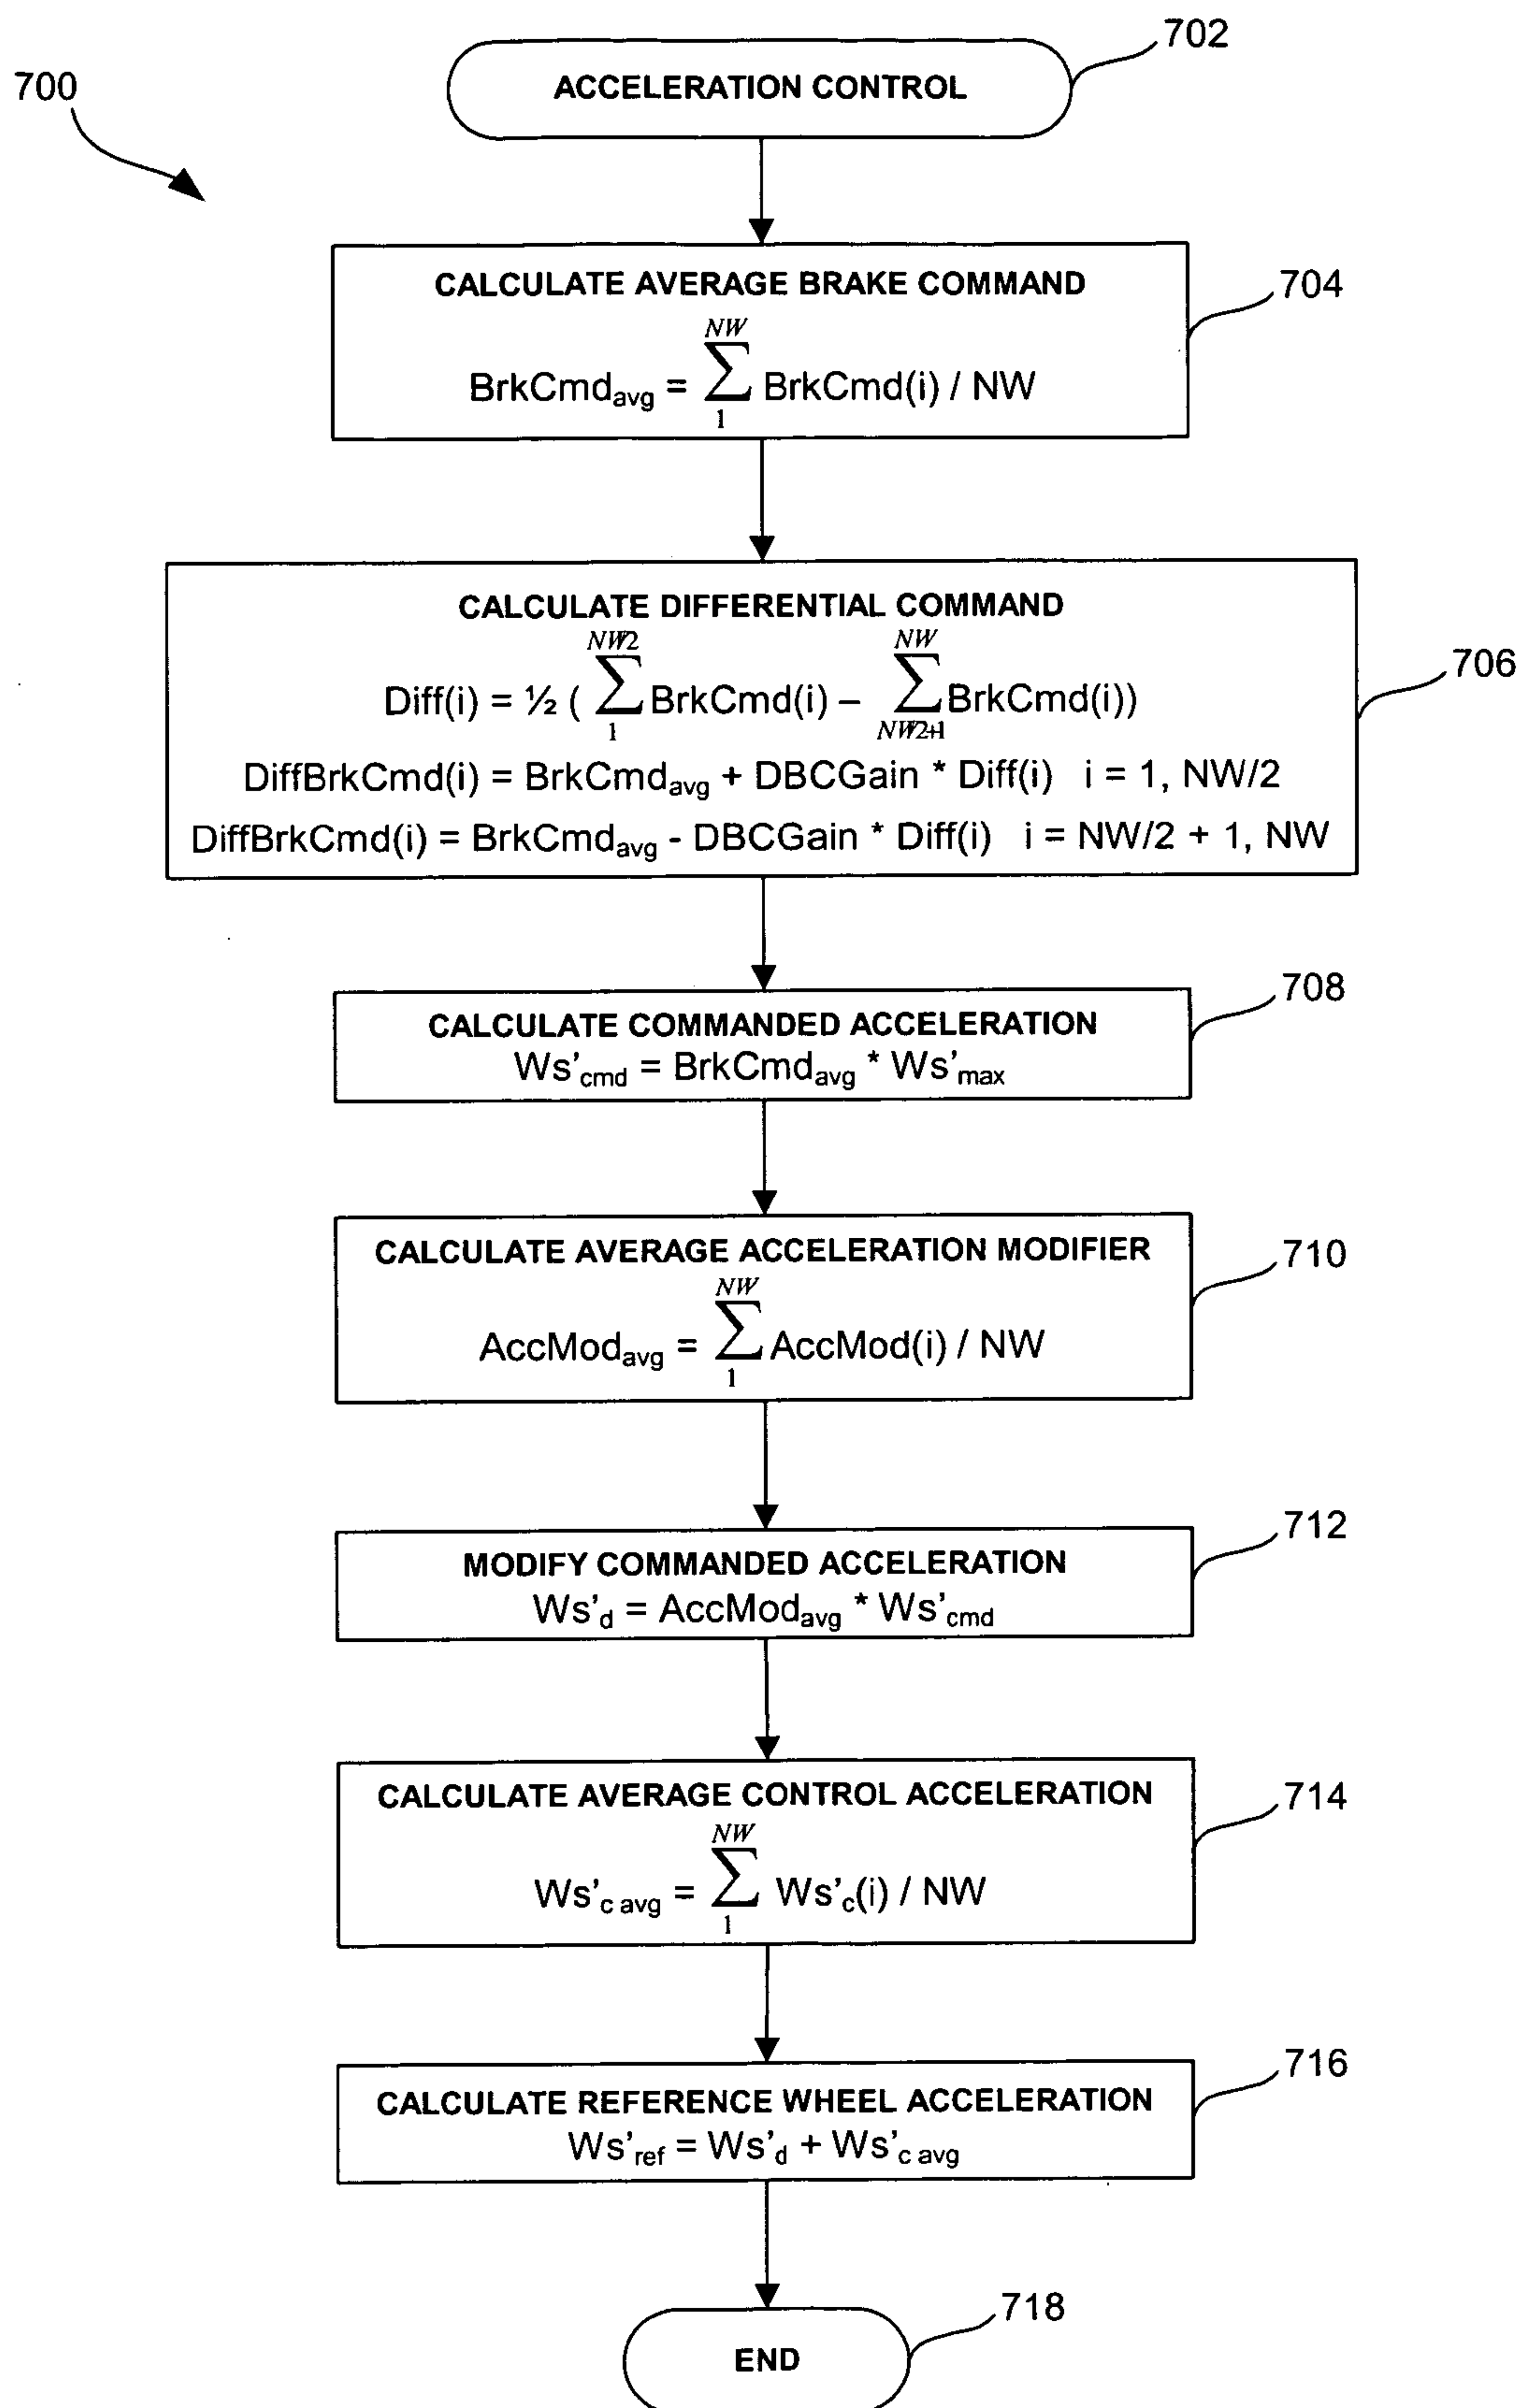 702
700
ACCELERATION CONTROL
CALCULATE AVERAGE BRAKE COMMAND
704
NW
BrkCmdavg = ∑ BrkCmd(i) / NW
1
CALCULATE DIFFERENTIAL COMMAND
706
NW2 NW
Diff(i) = ½ ( ∑ BrkCmd(i) – ∑ BrkCmd(i))
1 NW2+1
DiffBrkCmd(i) = BrkCmdavg + DBCGain * Diff(i) i = 1, NW/2
DiffBrkCmd(i) = BrkCmdavg - DBCGain * Diff(i) i = NW/2 + 1, NW
708
CALCULATE COMMANDED ACCELERATION
Ws’cmd = BrkCmdavg * Ws’max
CALCULATE AVERAGE ACCELERATION MODIFIER
710
NW
AccModavg = ∑ AccMod(i) / NW
1
712
MODIFY COMMANDED ACCELERATION
Ws’d = AccModavg * Ws’cmd
CALCULATE AVERAGE CONTROL ACCELERATION
714
NW
Ws’c avg = ∑ Ws’c(i) / NW
1
716
CALCULATE REFERENCE WHEEL ACCELERATION
Ws’ref = Ws’d + Ws’c avg
718
END